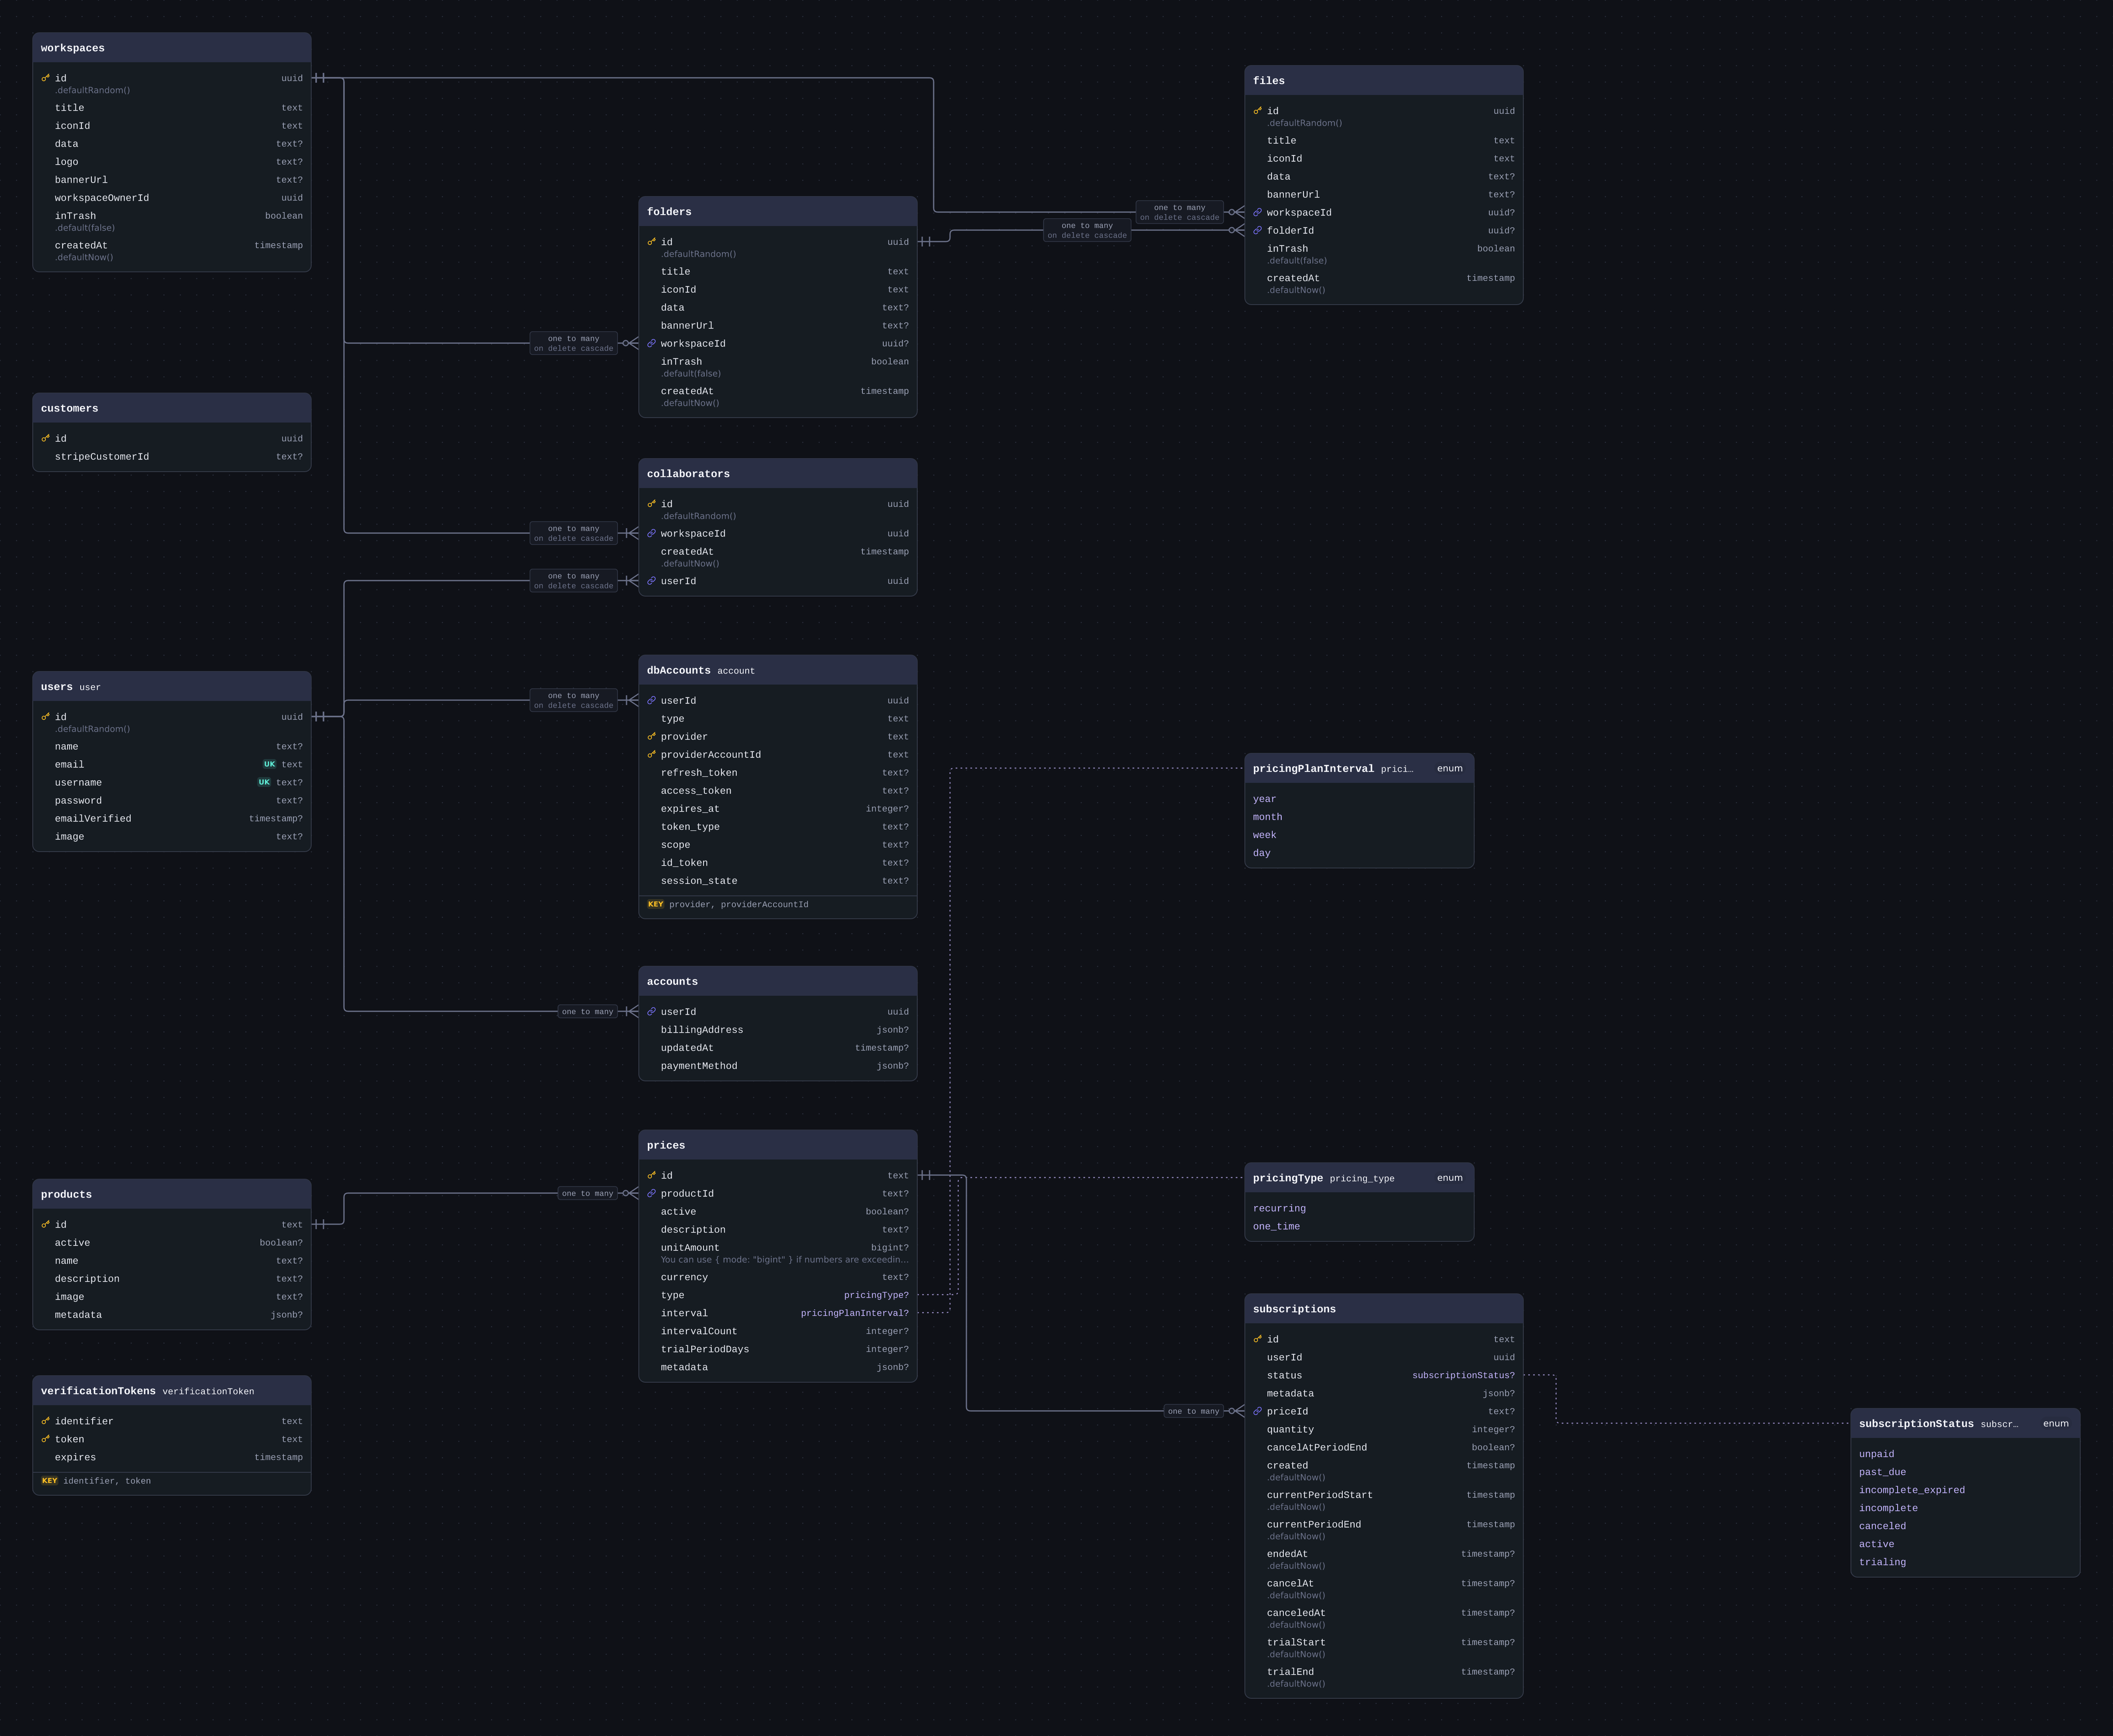 workspaces
id uuid
.defaultRandom()
title text
iconId text
data text?
logo text?
bannerUrl text?
workspaceOwnerId uuid
inTrash boolean
.default(false)
createdAt timestamp
.defaultNow()
customers
id uuid
stripeCustomerId text?
users user
id uuid
.defaultRandom()
name text?
email UK text
username UK text?
password text?
emailVerified timestamp?
image text?
products
id text
active boolean?
name text?
description text?
image text?
metadata jsonb?
verificationTokens verificationToken
identifier text
token text
expires timestamp
KEY identifier, token
one to many
on delete cascade
one to many
on delete cascade
one to many
on delete cascade
one to many
on delete cascade
one to many
one to many
folders
id uuid
.defaultRandom()
title text
iconId text
data text?
bannerUrl text?
workspaceId uuid?
inTrash boolean
.default(false)
createdAt timestamp
.defaultNow()
collaborators
id uuid
.defaultRandom()
workspaceId uuid
createdAt timestamp
.defaultNow()
userId uuid
dbAccounts account
userId uuid
type text
provider text
providerAccountId text
refresh_token text?
access_token text?
expires_at integer?
token_type text?
scope text?
id_token text?
session_state text?
KEY provider, providerAccountId
accounts
userId uuid
billingAddress jsonb?
updatedAt timestamp?
paymentMethod jsonb?
prices
id text
productId text?
active boolean?
description text?
unitAmount bigint?
You can use { mode: "bigint" } if numbers are exceedin…
currency text?
type pricingType?
interval pricingPlanInterval?
intervalCount integer?
trialPeriodDays integer?
metadata jsonb?
one to many
on delete cascade
one to many
on delete cascade
one to many
files
id uuid
.defaultRandom()
title text
iconId text
data text?
bannerUrl text?
workspaceId uuid?
folderId uuid?
inTrash boolean
.default(false)
createdAt timestamp
.defaultNow()
pricingPlanInterval prici… enum
year
month
week
day
pricingType pricing_type enum
recurring
one_time
subscriptions
id text
userId uuid
status subscriptionStatus?
metadata jsonb?
priceId text?
quantity integer?
cancelAtPeriodEnd boolean?
created timestamp
.defaultNow()
currentPeriodStart timestamp
.defaultNow()
currentPeriodEnd timestamp
.defaultNow()
endedAt timestamp?
.defaultNow()
cancelAt timestamp?
.defaultNow()
canceledAt timestamp?
.defaultNow()
trialStart timestamp?
.defaultNow()
trialEnd timestamp?
.defaultNow()
subscriptionStatus subscr… enum
unpaid
past_due
incomplete_expired
incomplete
canceled
active
trialing